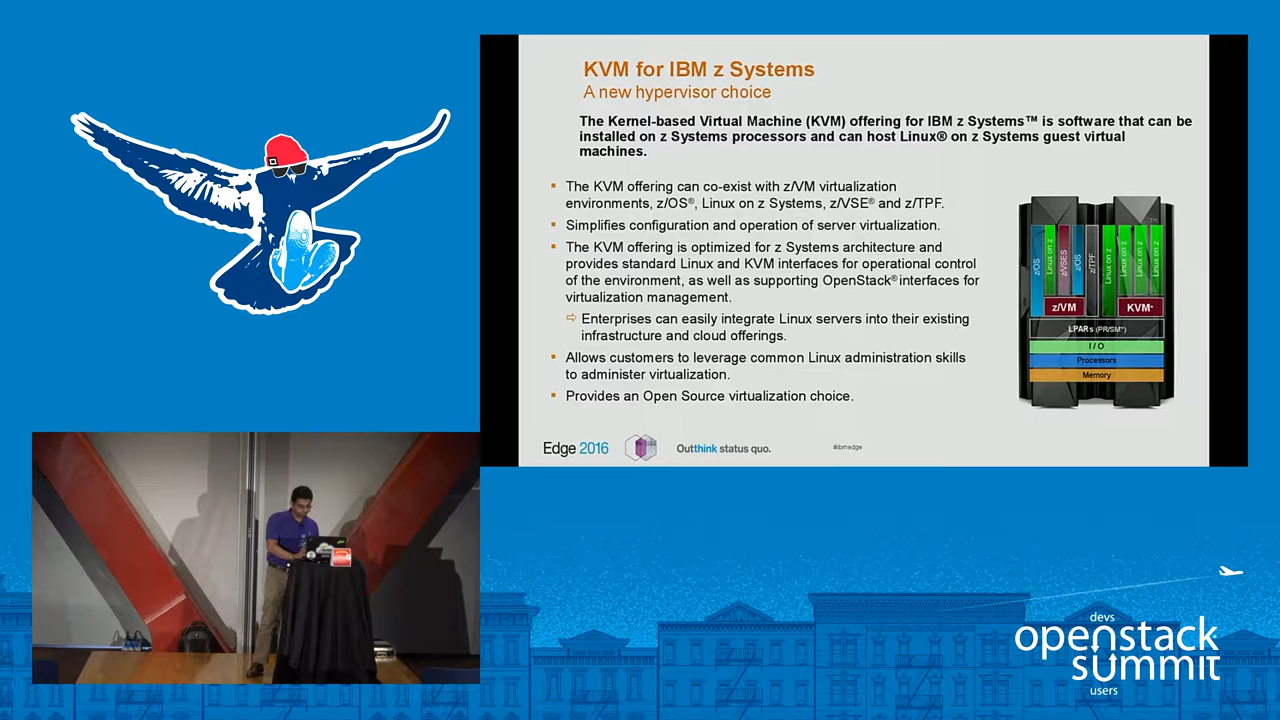 KVM for IBM z Systems
A new hypervisor choice
The Kernel-based Virtual Machine (KVM) offering for IBM z Systems™ is software that can be
installed on z Systems processors and can host Linux® on z Systems guest virtual
machines.
▪ The KVM offering can co-exist with z/VM virtualization
environments, z/OS®, Linux on z Systems, z/VSE® and z/TPF.
▪ Simplifies configuration and operation of server virtualization.
▪ The KVM offering is optimized for z Systems architecture and
provides standard Linux and KVM interfaces for operational control
of the environment, as well as supporting OpenStack® interfaces for
virtualization management.
⇨ Enterprises can easily integrate Linux servers into their existing
infrastructure and cloud offerings.
▪ Allows customers to leverage common Linux administration skills
to administer virtualization.
▪ Provides an Open Source virtualization choice.
z/OS
Linux on z
z/VSE®
z/OS
z/TPF
Linux on z
Linux on z
Linux on z
Linux on z
z/VM
KVM
LPARs (PR/SM™)
I / O
Processors
Memory
Edge 2016
Outthink status quo.
#ibmedge
devs
openstack
summit
users